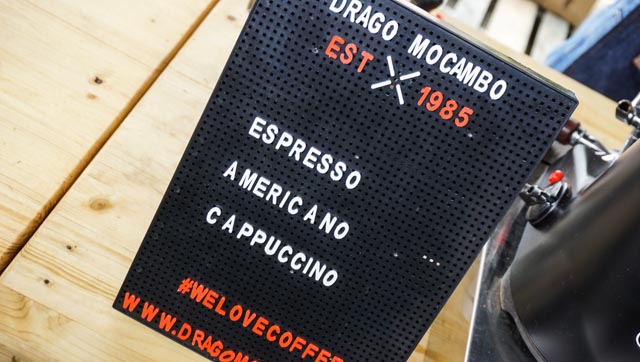 DRAGO MOCAMBO
EST 1985
ESPRESSO
AMERICANO
CAPPUCCINO
...
#WELOVECOFFE
WWW.DRAGOM